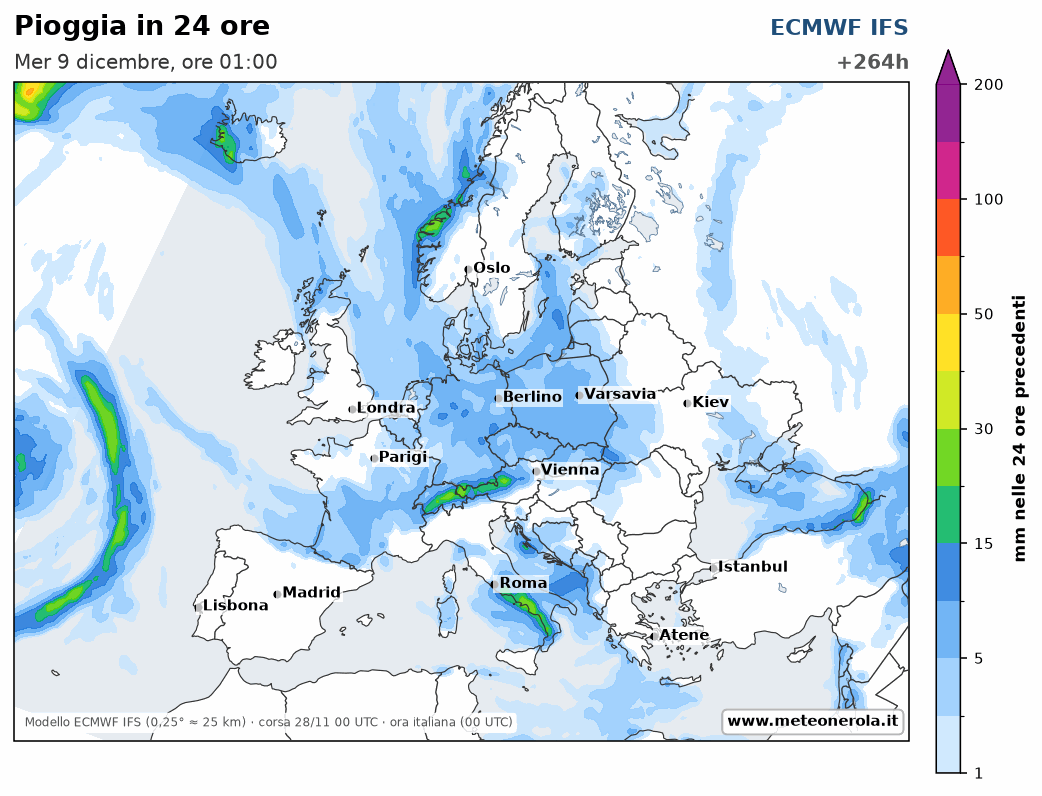 Pioggia in 24 ore
ECMWF IFS
Mer 9 dicembre, ore 01:00
+264h
200
100
50
30
15
5
1
mm nelle 24 ore precedenti
Oslo
Berlino
Varsavia
Kiev
Londra
Parigi
Vienna
Istanbul
Roma
Madrid
Lisbona
Atene
Modello ECMWF IFS (0,25° ≈ 25 km) · corsa 28/11 00 UTC · ora italiana (00 UTC)
www.meteonerola.it